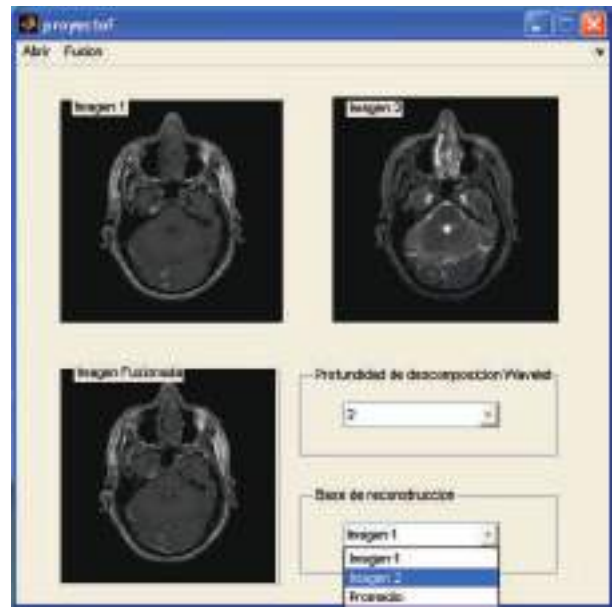 proyecto1
Abrir Fusion
Imagen 1
Imagen 2
Imagen Fusionada
Profundidad de descomposicion Wavelet
2
Base de reconstruccion
Imagen 1
Imagen 1
Imagen 2
Promedio